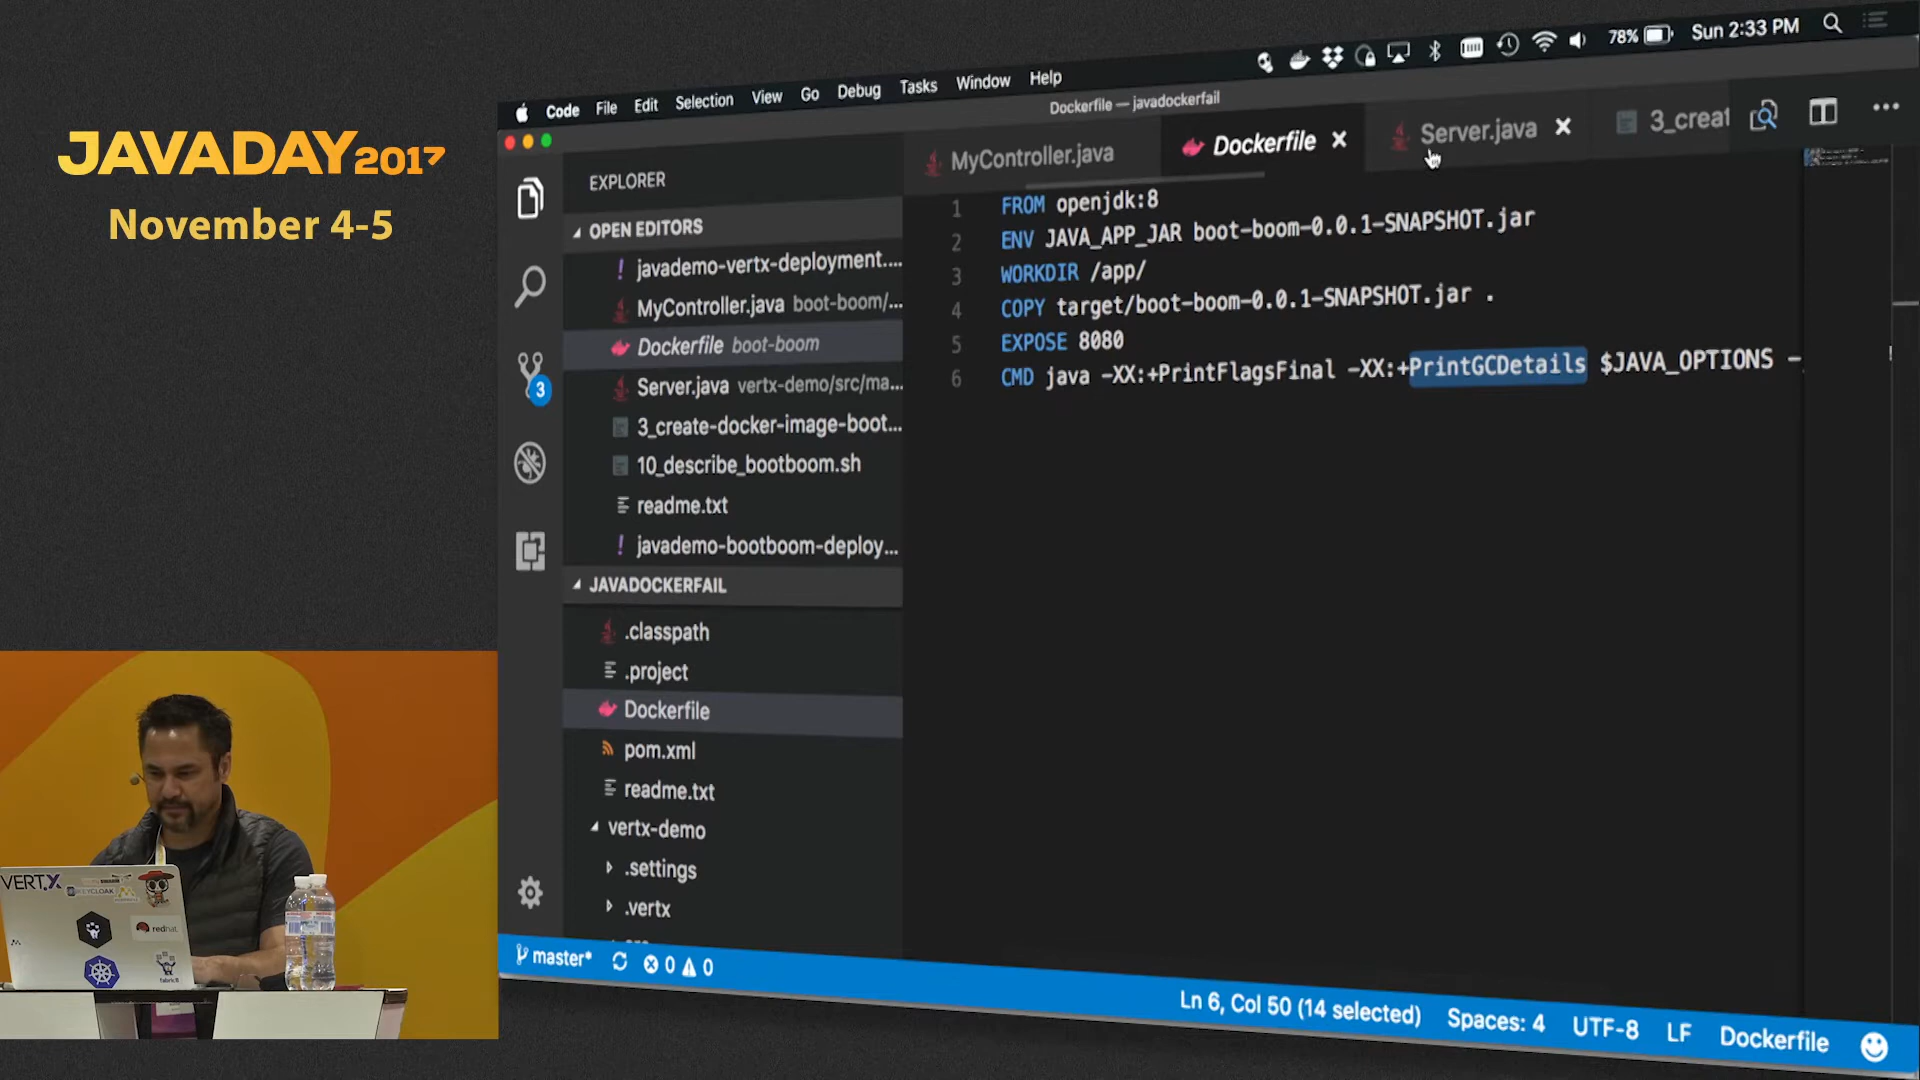 JAVADAY 2017
November 4-5
Code File Edit Selection View Go Debug Tasks Window Help
78% Sun 2:33 PM
Dockerfile — javadockerfail
MyController.java
Dockerfile
Server.java
3_creat
EXPLORER
OPEN EDITORS
! javademo-vertx-deployment....
MyController.java boot-boom/...
Dockerfile boot-boom
Server.java vertx-demo/src/ma...
3_create-docker-image-boot...
10_describe_bootboom.sh
readme.txt
! javademo-bootboom-deploy...
JAVADOCKERFAIL
.classpath
.project
Dockerfile
pom.xml
readme.txt
vertx-demo
.settings
.vertx
3
1 FROM openjdk:8
2 ENV JAVA_APP_JAR boot-boom-0.0.1-SNAPSHOT.jar
3 WORKDIR /app/
4 COPY target/boot-boom-0.0.1-SNAPSHOT.jar .
5 EXPOSE 8080
6 CMD java -XX:+PrintFlagsFinal -XX:+PrintGCDetails $JAVA_OPTIONS -
master* 0 0
Ln 6, Col 50 (14 selected) Spaces: 4 UTF-8 LF Dockerfile
VERT.X
KEYCLOAK
redhat
fabric8